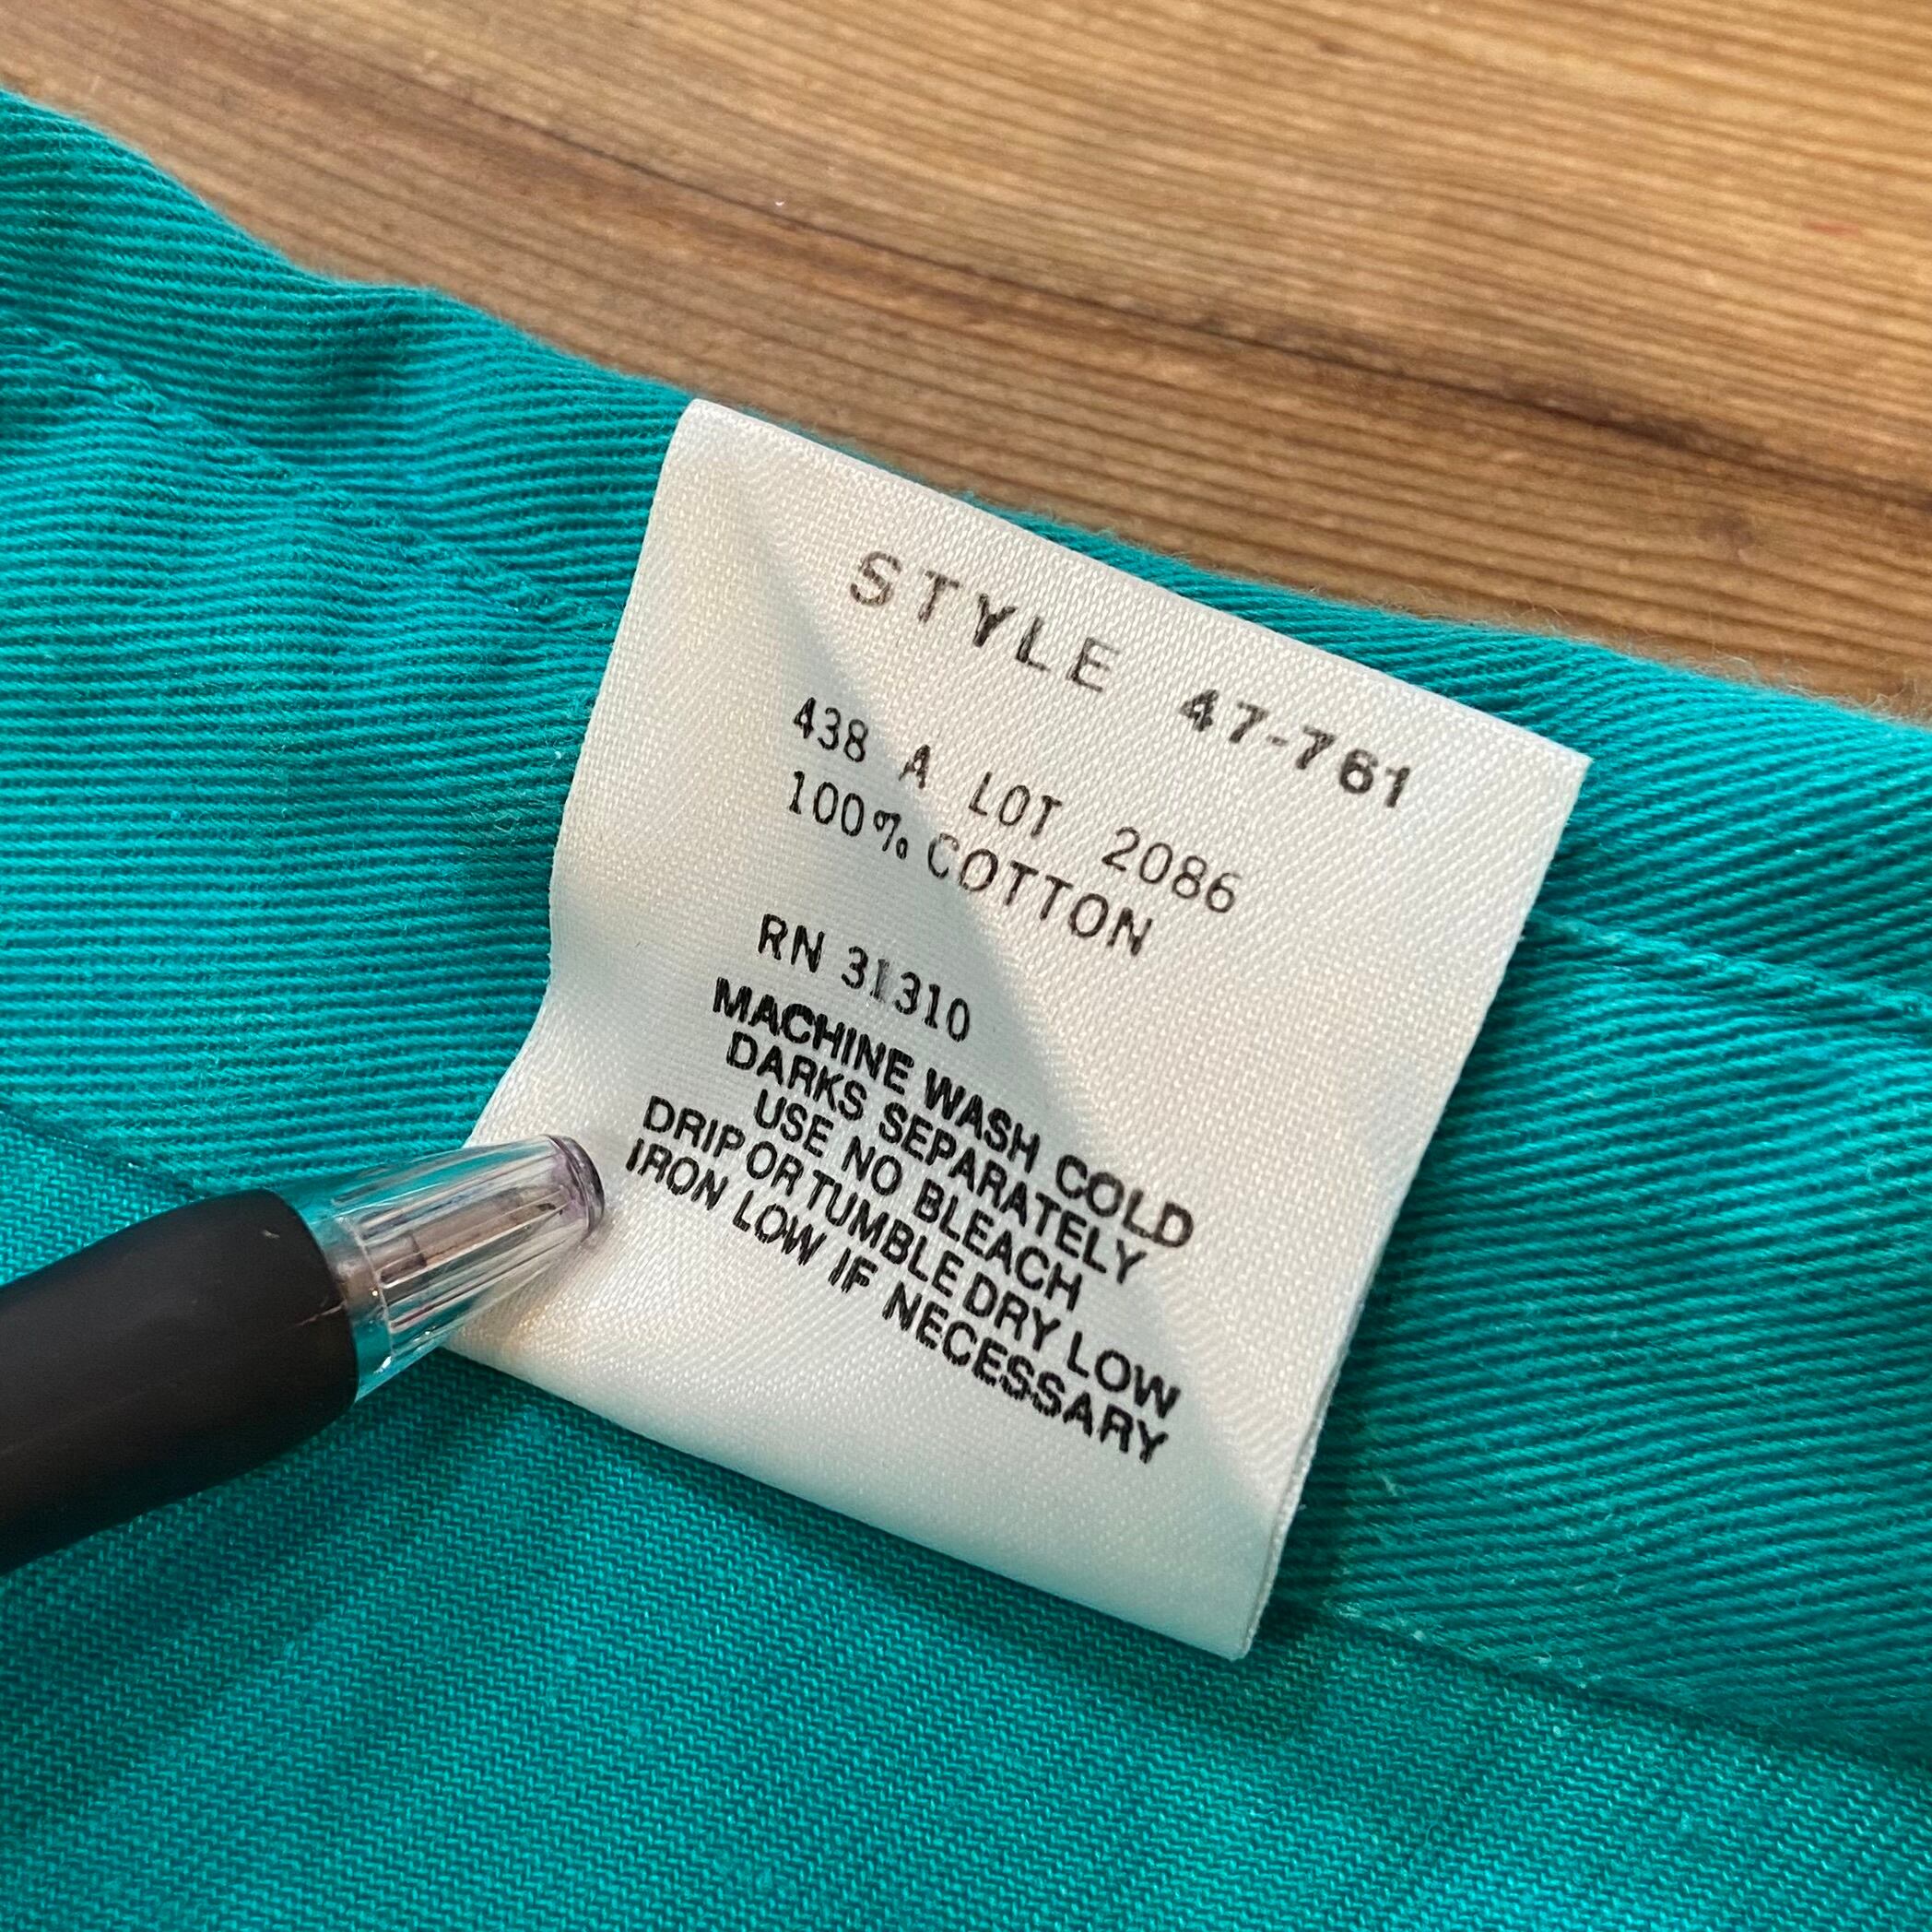 STYLE 47-761
438 A LOT 2086
100% COTTON
RN 31310
MACHINE WASH COLD
DARKS SEPARATELY
USE NO BLEACH
DRIP OR TUMBLE DRY LOW
IRON LOW IF NECESSARY